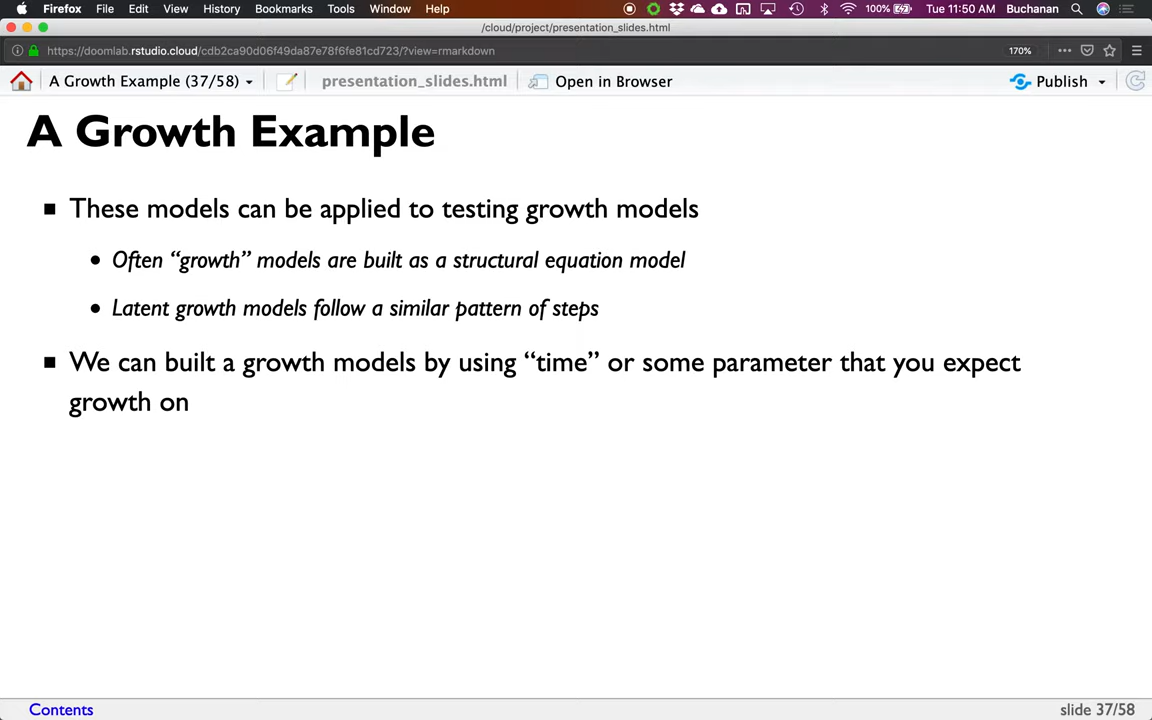 Firefox File Edit View History Bookmarks Tools Window Help 100% Tue 11:50 AM Buchanan
/cloud/project/presentation_slides.html
https://doomlab.rstudio.cloud/cdb2ca90d06f49da87e78f6fe81cd723/?view=rmarkdown 170%
A Growth Example (37/58) presentation_slides.html Open in Browser Publish
A Growth Example
■ These models can be applied to testing growth models
● Often “growth” models are built as a structural equation model
● Latent growth models follow a similar pattern of steps
■ We can built a growth models by using “time” or some parameter that you expect
growth on
Contents slide 37/58